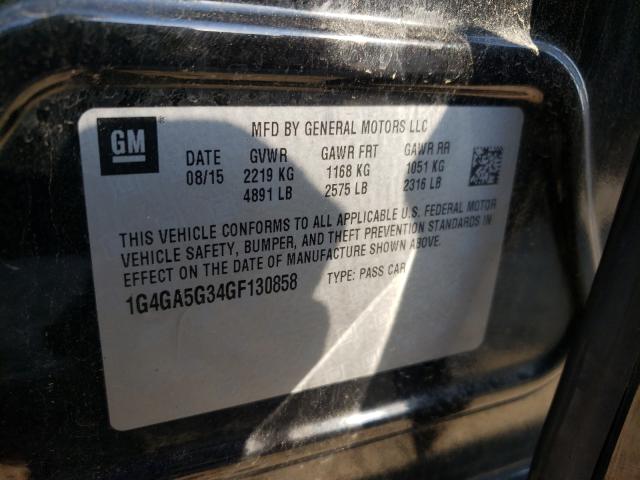 GM ®
MFD BY GENERAL MOTORS LLC
DATE GVWR GAWR FRT GAWR RR
08/15 2219 KG 1168 KG 1051 KG
4891 LB 2575 LB 2316 LB
THIS VEHICLE CONFORMS TO ALL APPLICABLE U.S. FEDERAL MOTOR
VEHICLE SAFETY, BUMPER, AND THEFT PREVENTION STANDARDS IN
EFFECT ON THE DATE OF MANUFACTURE SHOWN ABOVE.
1G4GA5G34GF130858 TYPE: PASS CAR